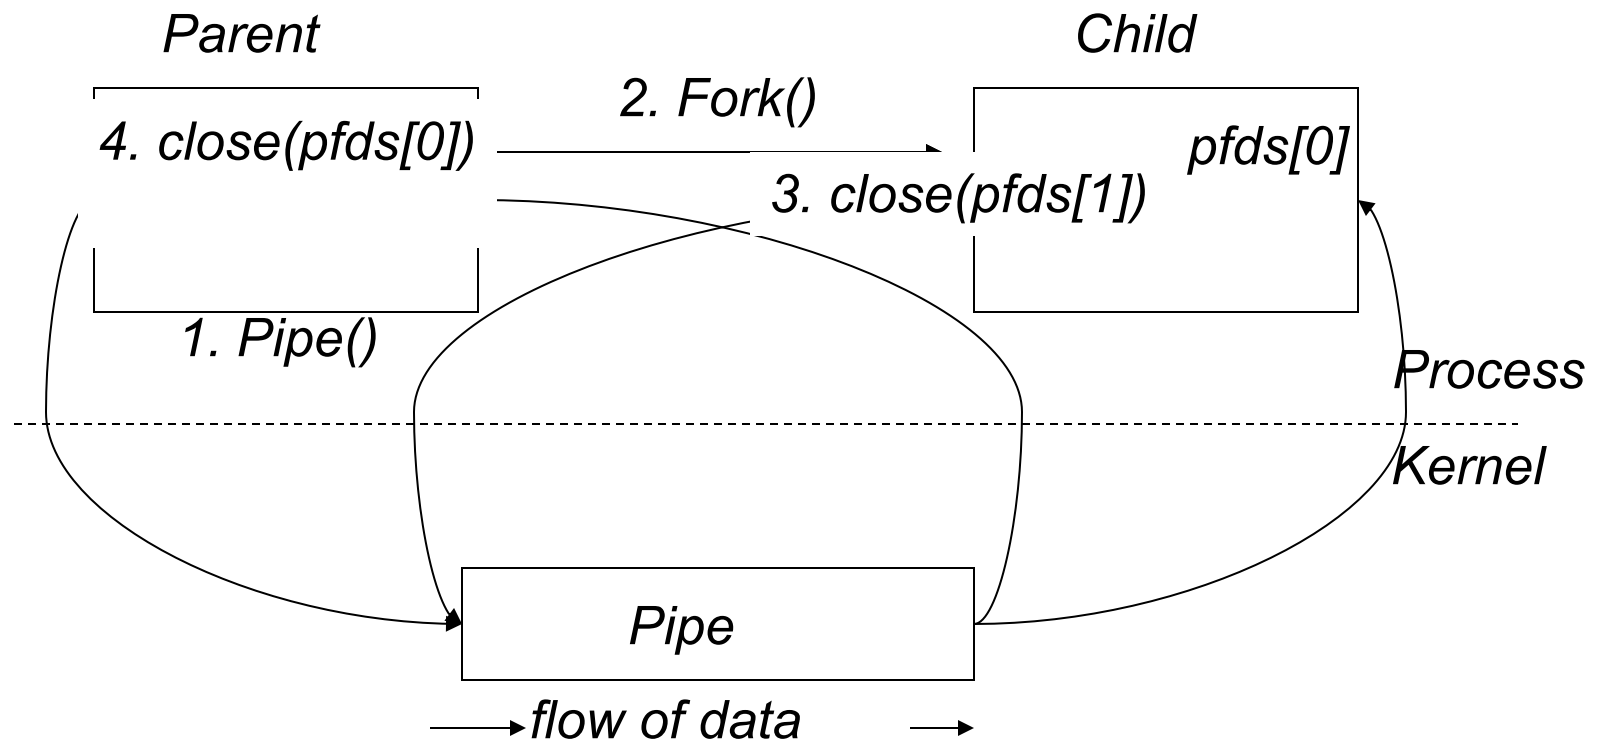 Parent
Child
2. Fork()
4. close(pfds[0])
pfds[0]
3. close(pfds[1])
1. Pipe()
Process
Kernel
Pipe
flow of data